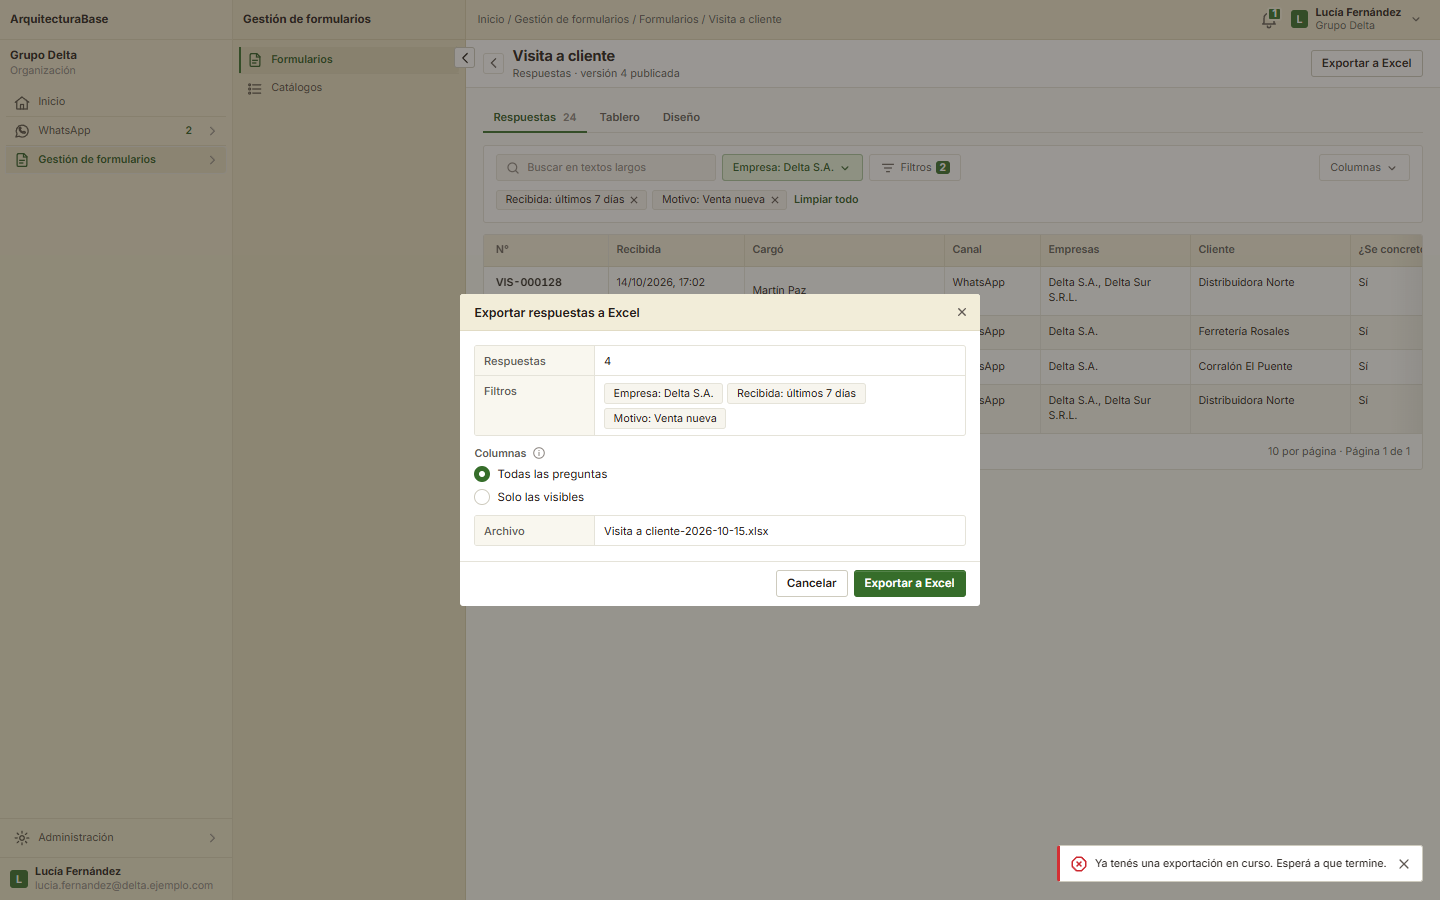 ArquitecturaBase
Grupo Delta
Organización
Inicio
WhatsApp 2
Gestión de formularios
Administración
L Lucía Fernández
lucia.fernandez@delta.ejemplo.com
Gestión de formularios
Formularios
Catálogos
Inicio / Gestión de formularios / Formularios / Visita a cliente
1
L Lucía Fernández
Grupo Delta
Visita a cliente
Respuestas · versión 4 publicada
Exportar a Excel
Respuestas 24 Tablero Diseño
Buscar en textos largos Empresa: Delta S.A. Filtros 2 Columnas
Recibida: últimos 7 días Motivo: Venta nueva Limpiar todo
N° Recibida Cargó Canal Empresas Cliente ¿Se concretó
VIS-000128 14/10/2026, 17:02 Martín Paz WhatsApp Delta S.A., Delta Sur S.R.L. Distribuidora Norte Sí
sApp Delta S.A. Ferretería Rosales Sí
sApp Delta S.A. Corralón El Puente Sí
sApp Delta S.A., Delta Sur S.R.L. Distribuidora Norte Sí
10 por página · Página 1 de 1
Exportar respuestas a Excel
Respuestas 4
Filtros Empresa: Delta S.A. Recibida: últimos 7 días
Motivo: Venta nueva
Columnas
Todas las preguntas
Solo las visibles
Archivo Visita a cliente-2026-10-15.xlsx
Cancelar Exportar a Excel
Ya tenés una exportación en curso. Esperá a que termine.